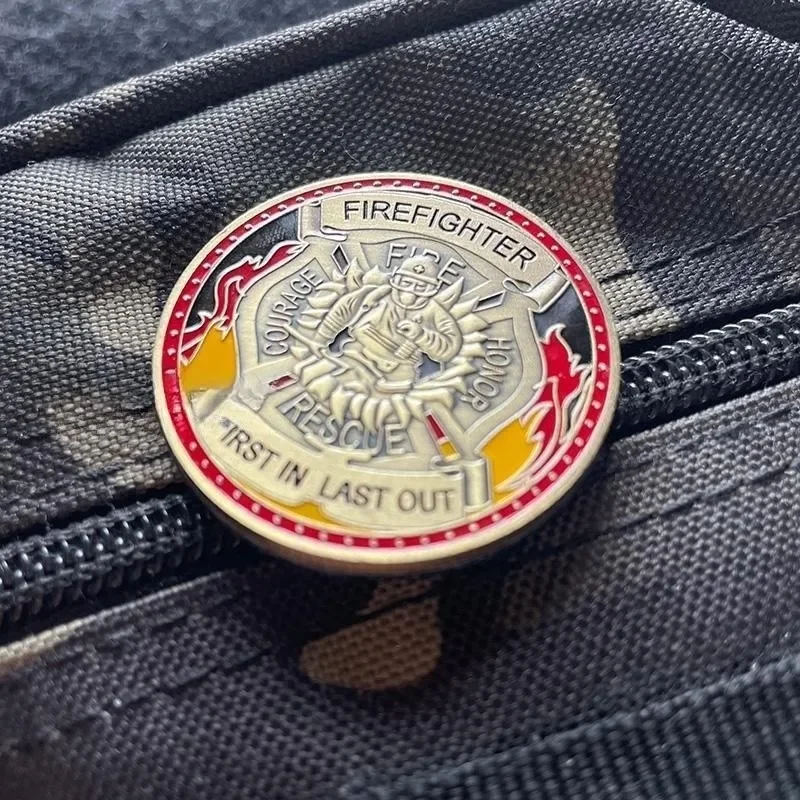 FIREFIGHTER
FIRE
COURAGE
HONOR
RESCUE
IRST IN LAST OUT